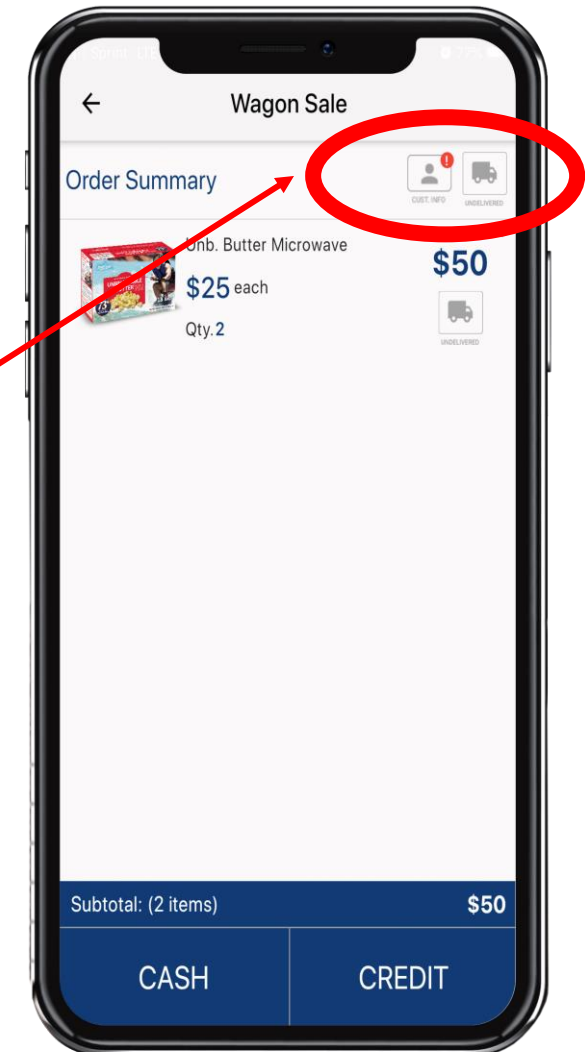 Wagon Sale
Order Summary
!
CUST. INFO
UNDELIVERED
Unb. Butter Microwave
$50
$25 each
Qty. 2
UNDELIVERED
Subtotal: (2 items) $50
CASH CREDIT